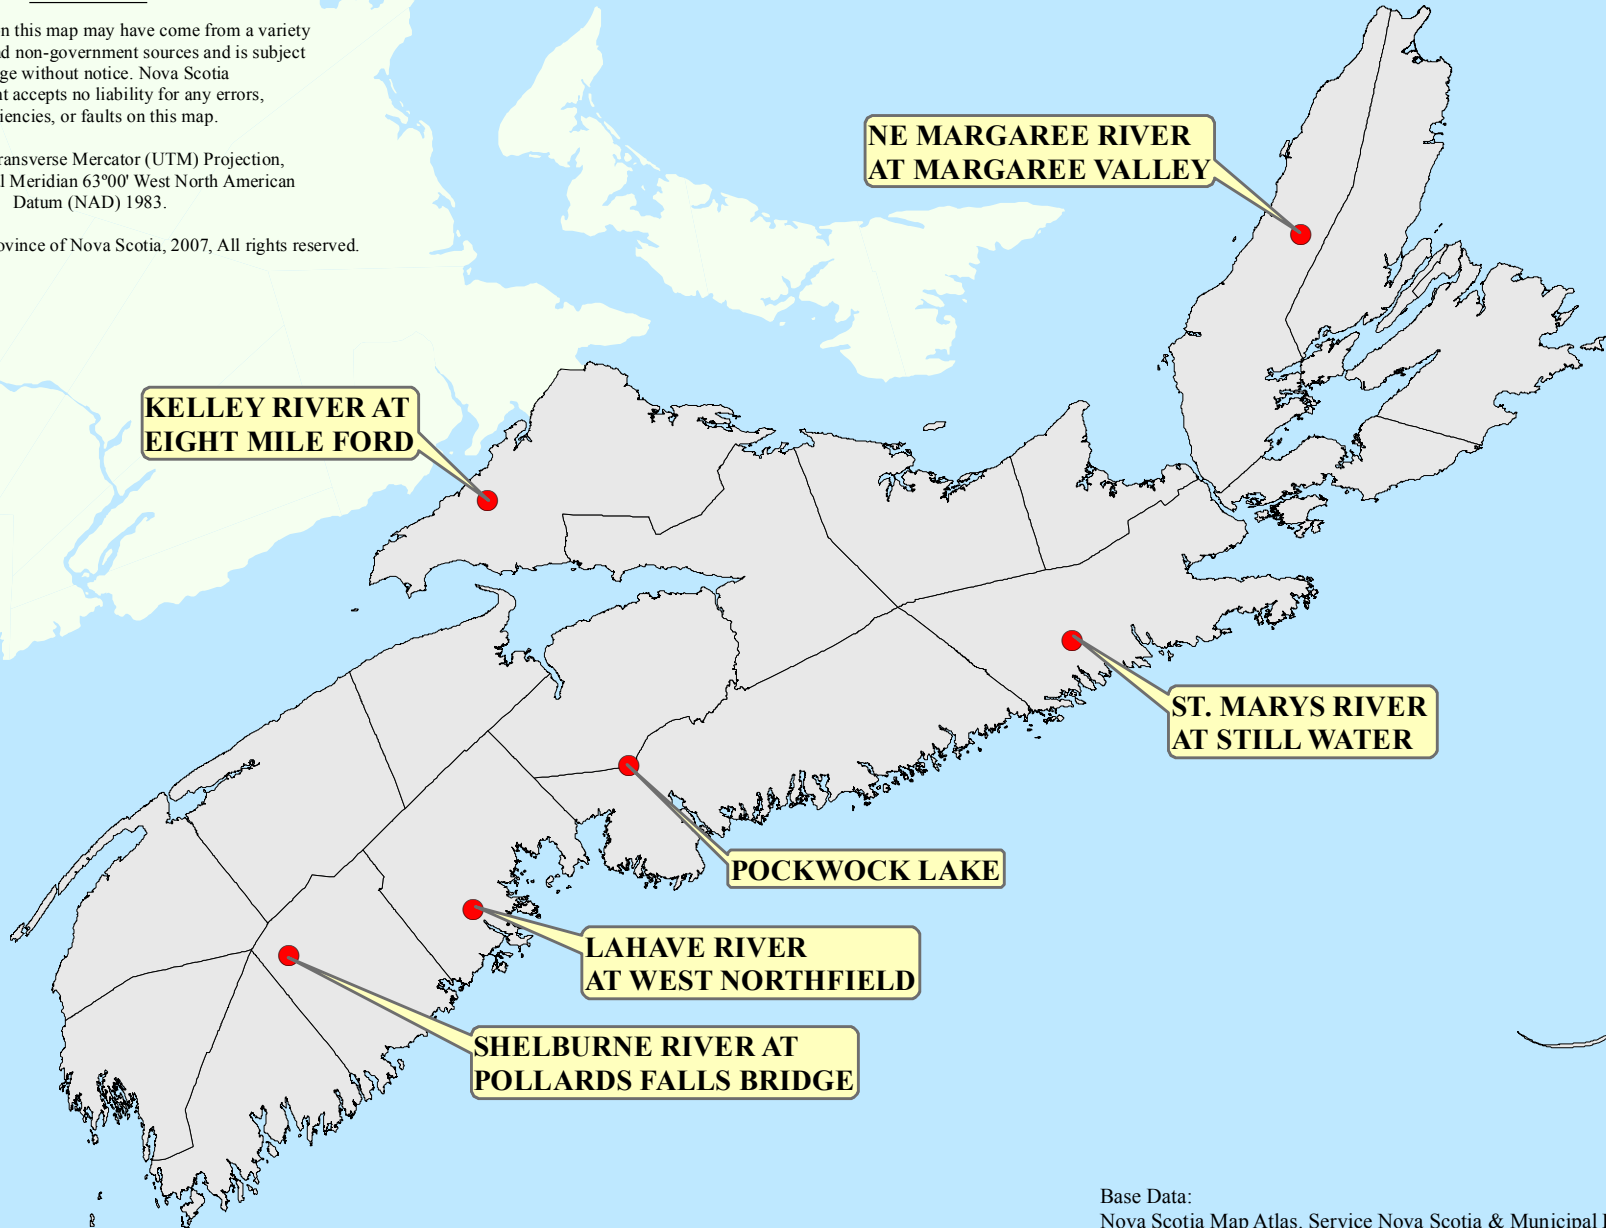 n this map may have come from a variety
d non-government sources and is subject
ge without notice. Nova Scotia
t accepts no liability for any errors,
iencies, or faults on this map.
ransverse Mercator (UTM) Projection,
l Meridian 63°00' West North American
Datum (NAD) 1983.
ovince of Nova Scotia, 2007, All rights reserved.
NE MARGAREE RIVER
AT MARGAREE VALLEY
KELLEY RIVER AT
EIGHT MILE FORD
ST. MARYS RIVER
AT STILL WATER
POCKWOCK LAKE
LAHAVE RIVER
AT WEST NORTHFIELD
SHELBURNE RIVER AT
POLLARDS FALLS BRIDGE
Base Data:
Nova Scotia Map Atlas, Service Nova Scotia & Municipal